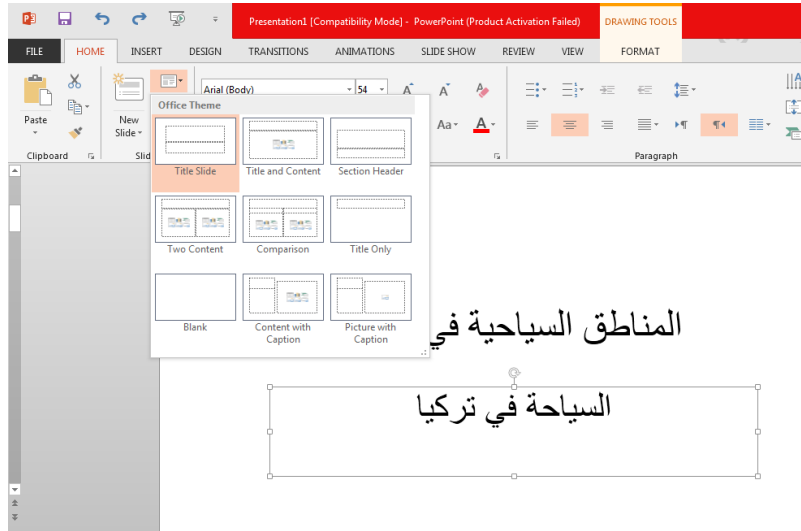 Presentation1 [Compatibility Mode] - PowerPoint (Product Activation Failed)
DRAWING TOOLS
FILE HOME INSERT DESIGN TRANSITIONS ANIMATIONS SLIDE SHOW REVIEW VIEW FORMAT
Arial (Body) 54
Paste
New
Slide
Aa A
Clipboard
Slid
Paragraph
Office Theme
Title Slide Title and Content Section Header
Two Content Comparison Title Only
Blank Content with Caption Picture with Caption
المناطق السياحية في
السياحة في تركيا